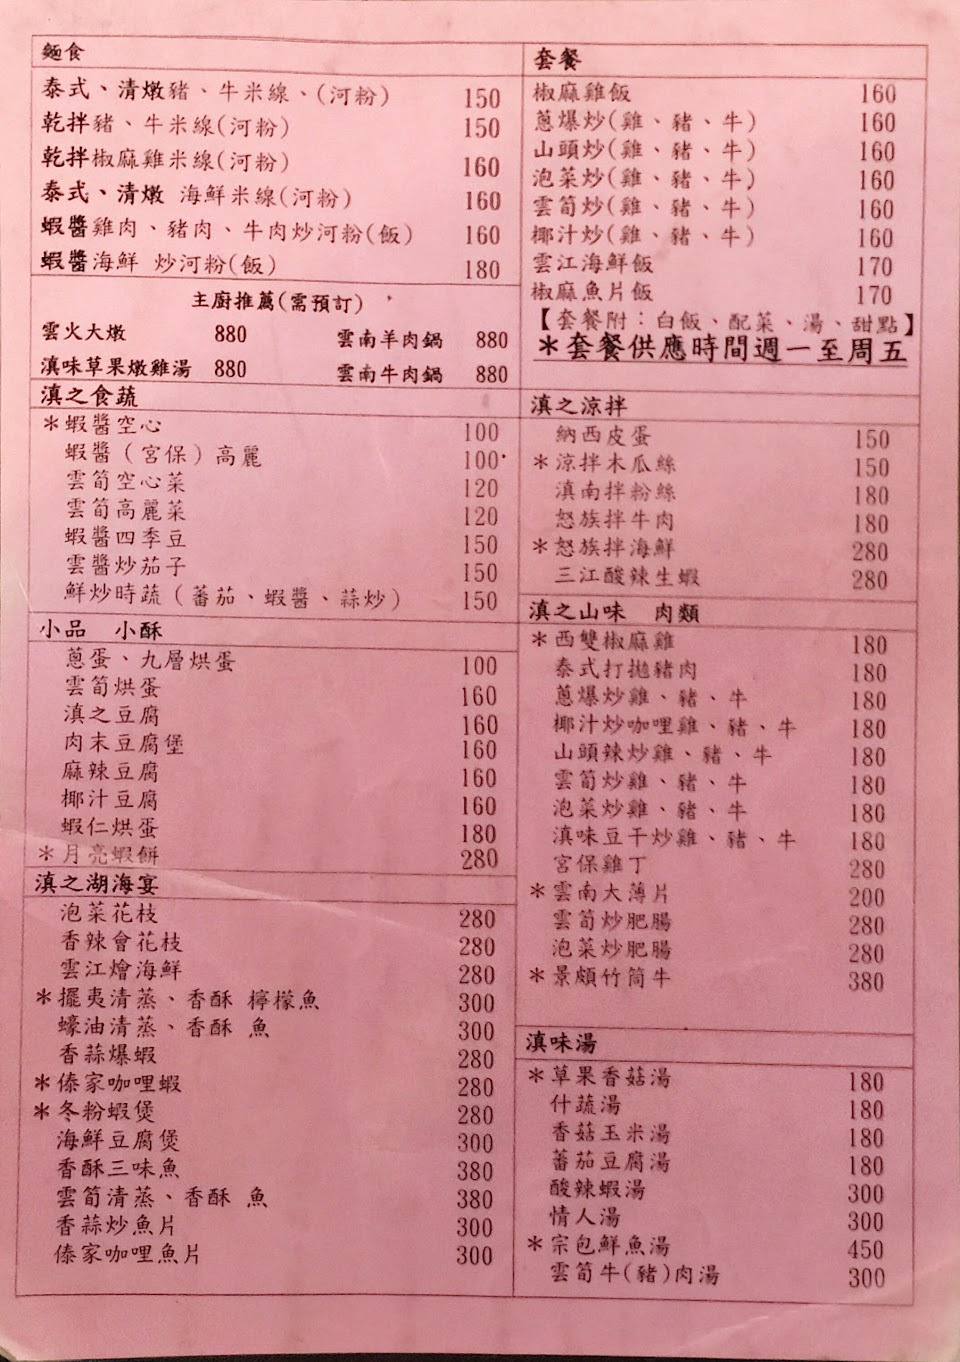 麵食
泰式、清燉豬、牛米線、(河粉) 150
乾拌豬、牛米線(河粉) 150
乾拌椒麻雞米線(河粉) 160
泰式、清燉 海鮮米線(河粉) 160
蝦醬雞肉、豬肉、牛肉炒河粉(飯) 160
蝦醬海鮮 炒河粉(飯) 180
主廚推薦(需預訂)
雲火大燉 880 雲南羊肉鍋 880
滇味草果燉雞湯 880 雲南牛肉鍋 880
滇之食蔬
*蝦醬空心 100
蝦醬(宮保)高麗 100
雲筍空心菜 120
雲筍高麗菜 120
蝦醬四季豆 150
雲醬炒茄子 150
鮮炒時蔬(蕃茄、蝦醬、蒜炒) 150
小品 小酥
蔥蛋、九層烘蛋 100
雲筍烘蛋 160
滇之豆腐 160
肉末豆腐堡 160
麻辣豆腐 160
椰汁豆腐 160
蝦仁烘蛋 180
*月亮蝦餅 280
滇之湖海宴
泡菜花枝 280
香辣會花枝 280
雲江燴海鮮 280
*擺夷清蒸、香酥 檸檬魚 300
蠔油清蒸、香酥 魚 300
香蒜爆蝦 280
*傣家咖哩蝦 280
*冬粉蝦煲 280
海鮮豆腐煲 300
香酥三味魚 380
雲筍清蒸、香酥 魚 380
香蒜炒魚片 300
傣家咖哩魚片 300
套餐
椒麻雞飯 160
蔥爆炒(雞、豬、牛) 160
山頭炒(雞、豬、牛) 160
泡菜炒(雞、豬、牛) 160
雲筍炒(雞、豬、牛) 160
椰汁炒(雞、豬、牛) 160
雲江海鮮飯 170
椒麻魚片飯 170
【套餐附：白飯、配菜、湯、甜點】
*套餐供應時間週一至周五
滇之涼拌
納西皮蛋 150
*涼拌木瓜絲 150
滇南拌粉絲 180
怒族拌牛肉 180
*怒族拌海鮮 280
三江酸辣生蝦 280
滇之山味 肉類
*西雙椒麻雞 180
泰式打拋豬肉 180
蔥爆炒雞、豬、牛 180
椰汁炒咖哩雞、豬、牛 180
山頭辣炒雞、豬、牛 180
雲筍炒雞、豬、牛 180
泡菜炒雞、豬、牛 180
滇味豆干炒雞、豬、牛 180
宮保雞丁 280
*雲南大薄片 200
雲筍炒肥腸 280
泡菜炒肥腸 280
*景頗竹筒牛 380
滇味湯
*草果香菇湯 180
什蔬湯 180
香菇玉米湯 180
蕃茄豆腐湯 180
酸辣蝦湯 300
情人湯 300
*宗包鮮魚湯 450
雲筍牛(豬)肉湯 300